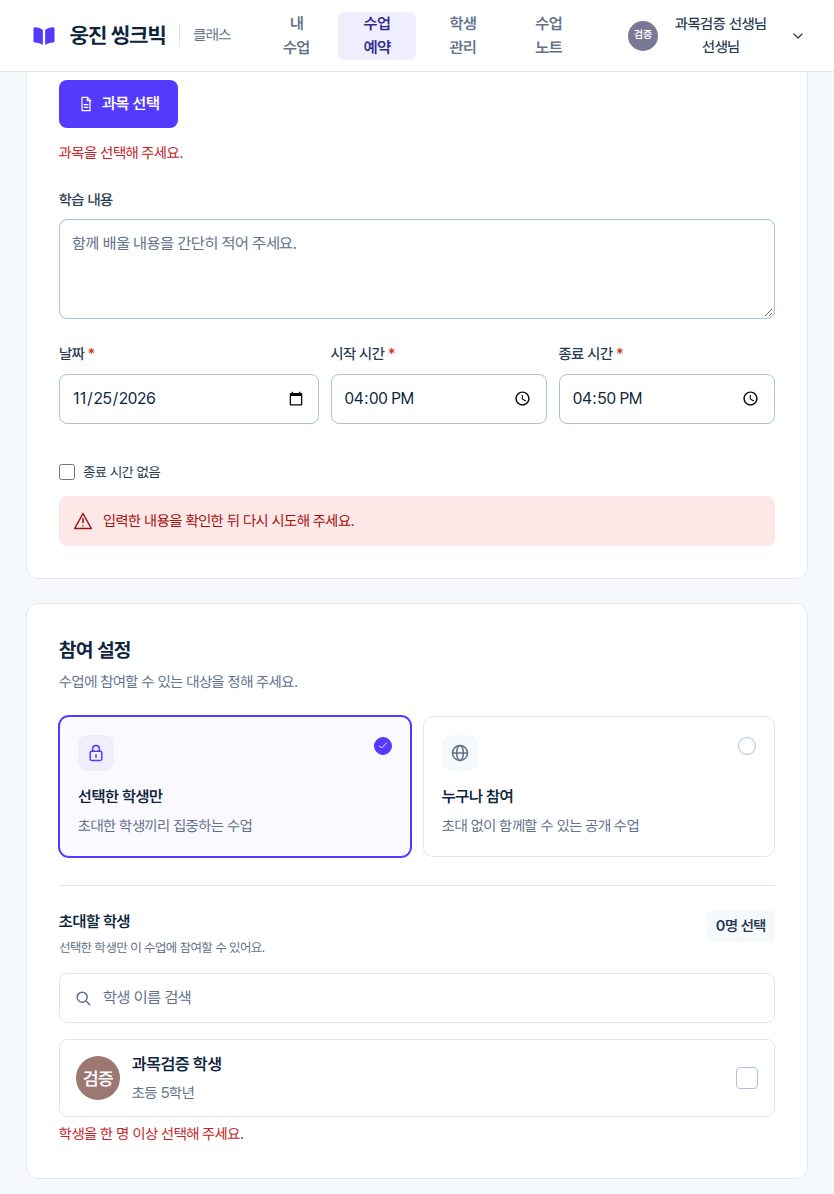 웅진 씽크빅
클래스
내
수업
수업
예약
학생
관리
수업
노트
검증
과목검증 선생님
선생님
과목 선택
과목을 선택해 주세요.
학습 내용
함께 배울 내용을 간단히 적어 주세요.
날짜 *
시작 시간 *
종료 시간 *
11/25/2026
04:00 PM
04:50 PM
종료 시간 없음
입력한 내용을 확인한 뒤 다시 시도해 주세요.
참여 설정
수업에 참여할 수 있는 대상을 정해 주세요.
선택한 학생만
초대한 학생끼리 집중하는 수업
누구나 참여
초대 없이 함께할 수 있는 공개 수업
초대할 학생
0명 선택
선택한 학생만 이 수업에 참여할 수 있어요.
학생 이름 검색
검증
과목검증 학생
초등 5학년
학생을 한 명 이상 선택해 주세요.